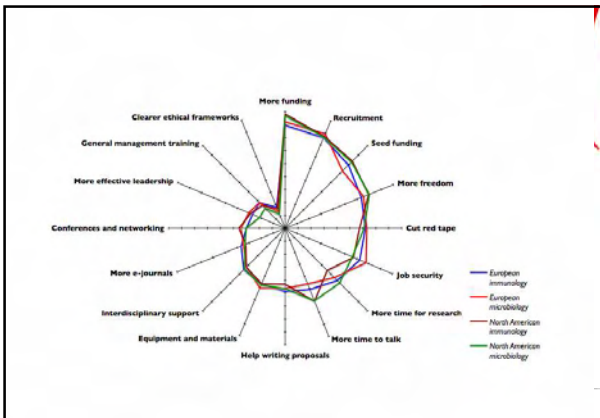 More funding
Clearer ethical frameworks
Recruitment
General management training
Seed funding
More effective leadership
More freedom
Conferences and networking
Cut red tape
More e-journals
Job security
Interdisciplinary support
More time for research
Equipment and materials
More time to talk
Help writing proposals
European
immunology
European
microbiology
North American
immunology
North American
microbiology